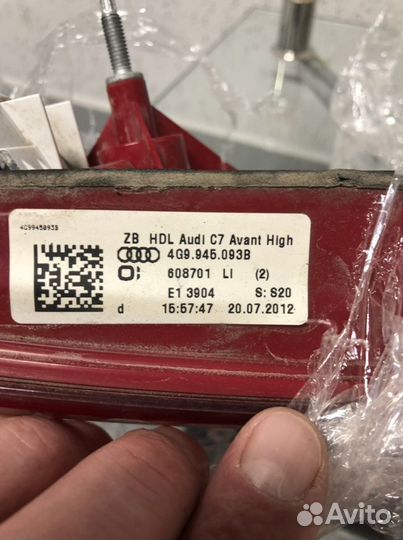 4G9945093B
ZB HDL Audi C7 Avant High
4G9.945.093B
608701 LI (2)
E1 3904 S: S20
d 15:57:47 20.07.2012
Avito